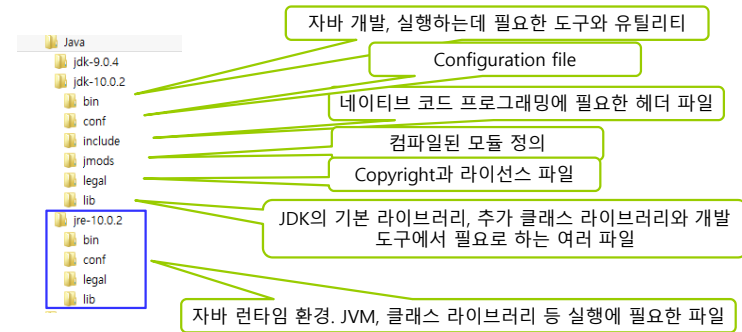 Java
jdk-9.0.4
jdk-10.0.2
bin
conf
include
jmods
legal
lib
jre-10.0.2
bin
conf
legal
lib
자바 개발, 실행하는데 필요한 도구와 유틸리티
Configuration file
네이티브 코드 프로그래밍에 필요한 헤더 파일
컴파일된 모듈 정의
Copyright과 라이선스 파일
JDK의 기본 라이브러리, 추가 클래스 라이브러리와 개발
도구에서 필요로 하는 여러 파일
자바 런타임 환경. JVM, 클래스 라이브러리 등 실행에 필요한 파일